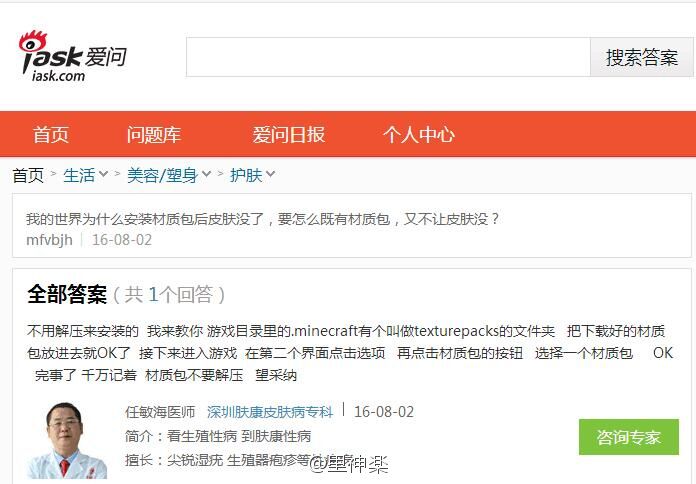 iask 爱问
iask.com
搜索答案
首页 问题库 爱问日报 个人中心
首页 > 生活 > 美容/塑身 > 护肤
我的世界为什么安装材质包后皮肤没了，要怎么既有材质包，又不让皮肤没？
mfvbjh 16-08-02
全部答案（共 1个回答）
不用解压来安装的 我来教你 游戏目录里的.minecraft有个叫做texturepacks的文件夹 把下载好的材质
包放进去就OK了 接下来进入游戏 在第二个界面点击选项 再点击材质包的按钮 选择一个材质包 OK
完事了 千万记着 材质包不要解压 望采纳
任敏海医师 深圳肤康皮肤病专科 16-08-02
简介：看生殖性病 到肤康性病
咨询专家
擅长：尖锐湿疣 生殖器疱疹等